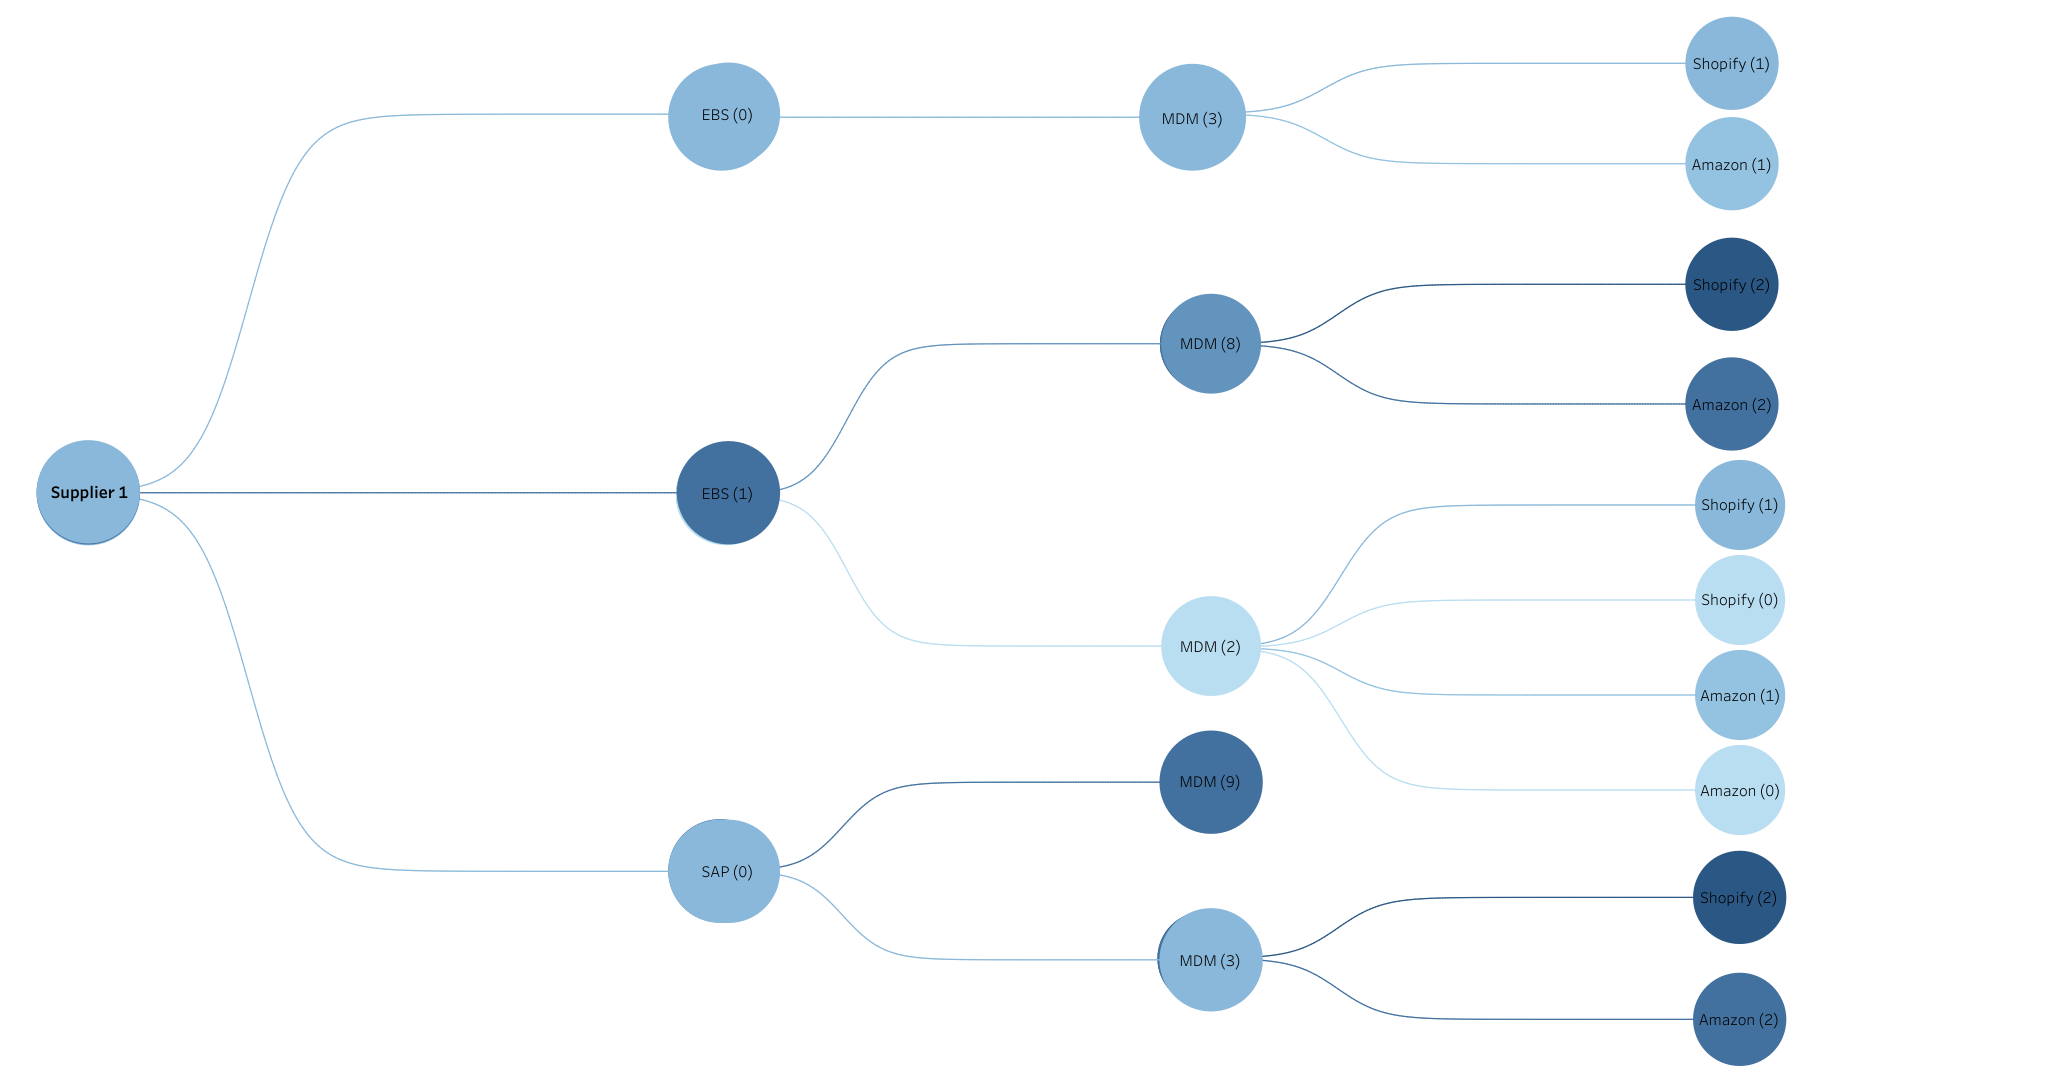 Supplier 1
EBS (0)
MDM (3)
Shopify (1)
Amazon (1)
EBS (1)
MDM (8)
Shopify (2)
Amazon (2)
MDM (2)
Shopify (1)
Shopify (0)
Amazon (1)
Amazon (0)
SAP (0)
MDM (9)
MDM (3)
Shopify (2)
Amazon (2)